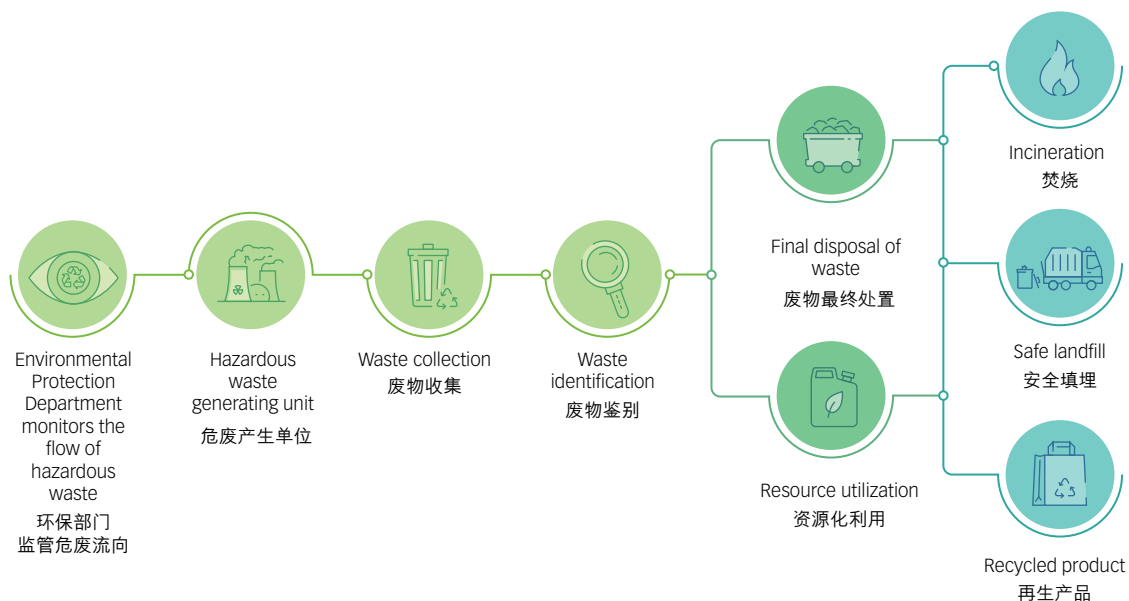 Environmental
Protection
Department
monitors the
flow of
hazardous
waste
环保部门
监管危废流向
Hazardous
waste
generating unit
危废产生单位
Waste collection
废物收集
Waste
identification
废物鉴别
Final disposal of
waste
废物最终处置
Resource utilization
资源化利用
Incineration
焚烧
Safe landfill
安全填埋
Recycled product
再生产品